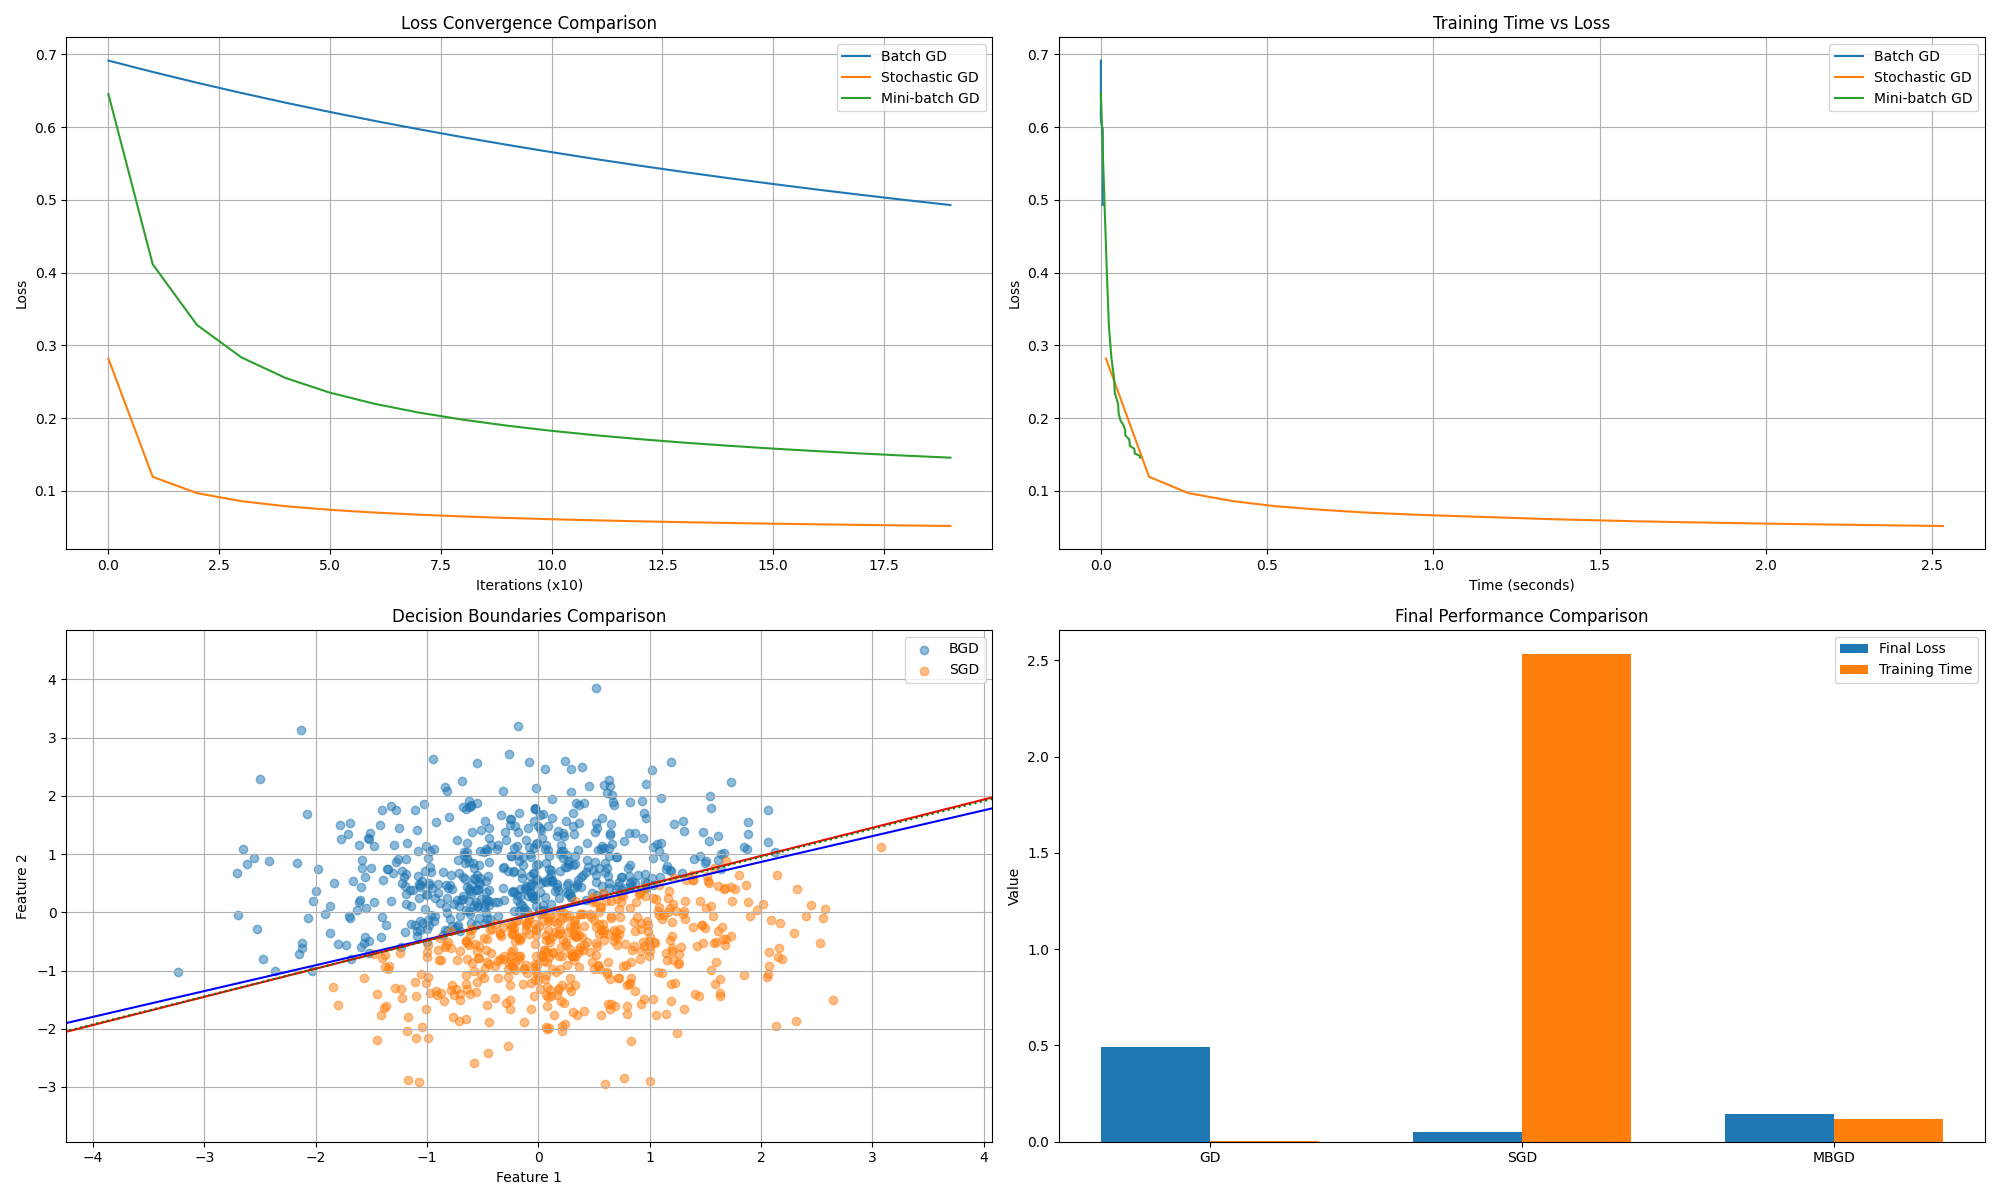 Loss Convergence Comparison
0.7
0.6
0.5
0.4
0.3
0.2
0.1
Loss
Batch GD
Stochastic GD
Mini-batch GD
0.0 2.5 5.0 7.5 10.0 12.5 15.0 17.5
Iterations (x10)
Training Time vs Loss
0.7
0.6
0.5
0.4
0.3
0.2
0.1
Loss
Batch GD
Stochastic GD
Mini-batch GD
0.0 0.5 1.0 1.5 2.0 2.5
Time (seconds)
Decision Boundaries Comparison
4
3
2
1
0
−1
−2
−3
Feature 2
BGD
SGD
−4 −3 −2 −1 0 1 2 3 4
Feature 1
Final Performance Comparison
2.5
2.0
1.5
1.0
0.5
0.0
Value
Final Loss
Training Time
GD SGD MBGD